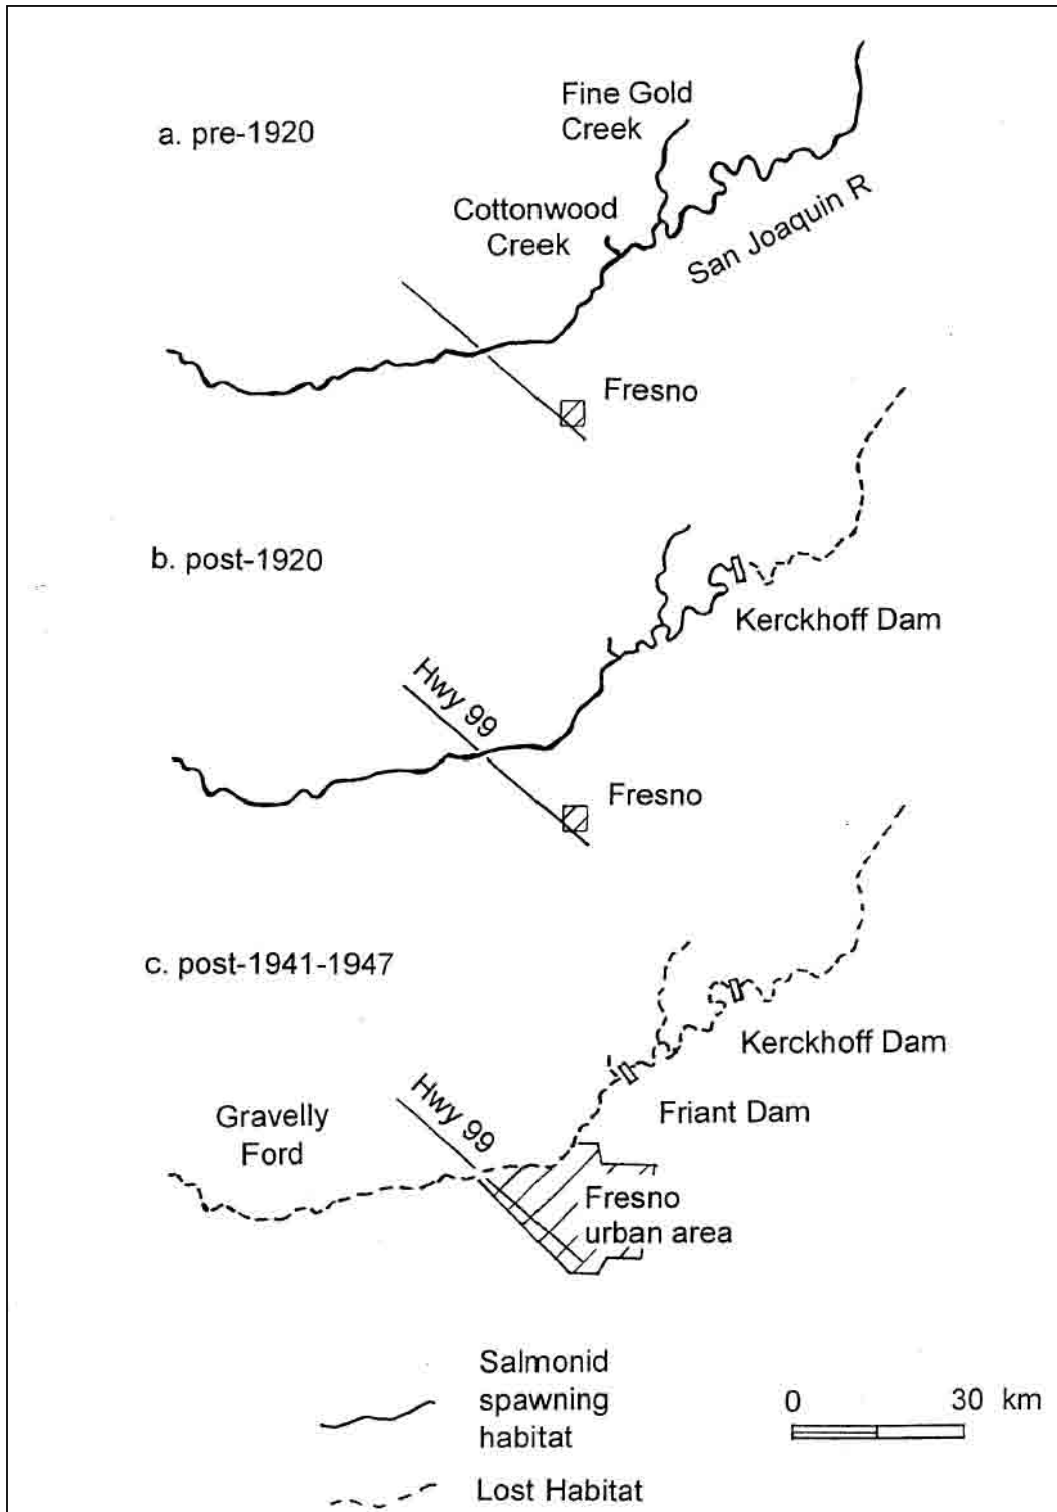 a. pre-1920
Fine Gold
Creek
Cottonwood
Creek
San Joaquin R
Fresno
b. post-1920
Kerckhoff Dam
Hwy 99
Fresno
c. post-1941-1947
Kerckhoff Dam
Friant Dam
Hwy 99
Gravelly
Ford
Fresno
urban area
Salmonid
spawning
habitat
0 30 km
Lost Habitat